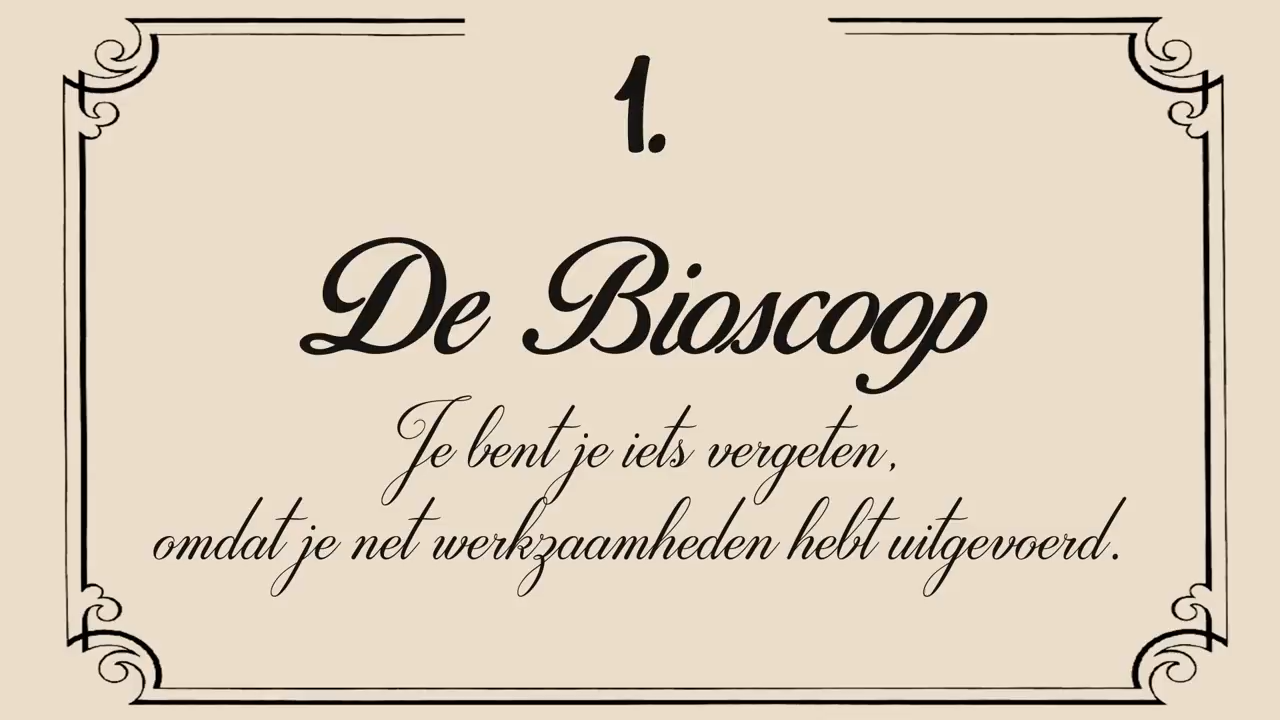 1.
De Bioscoop
Je bent je iets vergeten,
omdat je net werkzaamheden hebt uitgevoerd.